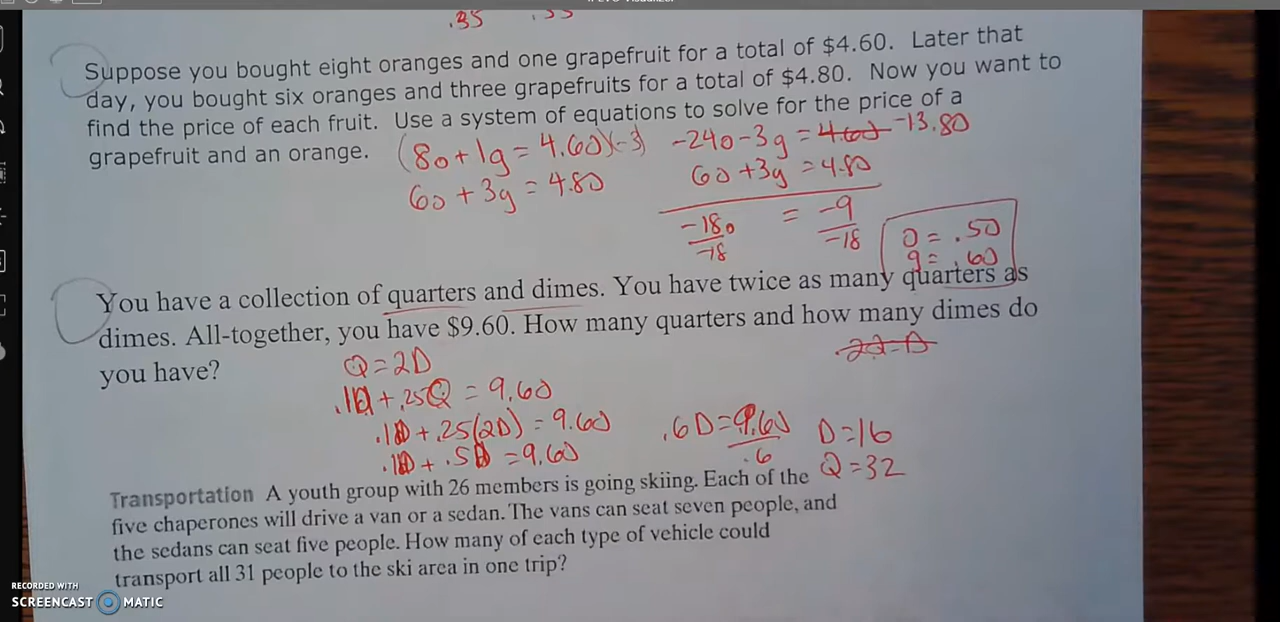 .35 .35
Suppose you bought eight oranges and one grapefruit for a total of $4.60. Later that
day, you bought six oranges and three grapefruits for a total of $4.80. Now you want to
find the price of each fruit. Use a system of equations to solve for the price of a
grapefruit and an orange.
(8o + 1g = 4.60)(-3)
6o + 3g = 4.80
-24o - 3g = -13.80
6o + 3g = 4.80
-18o = -9
-18 -18
o = .50
g = .60
You have a collection of quarters and dimes. You have twice as many quarters as
dimes. All-together, you have $9.60. How many quarters and how many dimes do
you have?
Q = 2D
.1D + .25Q = 9.60
.1D + .25(2D) = 9.60
.1D + .5D = 9.60
.6D = 9.60
.6
D = 16
Q = 32
Transportation A youth group with 26 members is going skiing. Each of the
five chaperones will drive a van or a sedan. The vans can seat seven people, and
the sedans can seat five people. How many of each type of vehicle could
transport all 31 people to the ski area in one trip?
RECORDED WITH
SCREENCAST MATIC